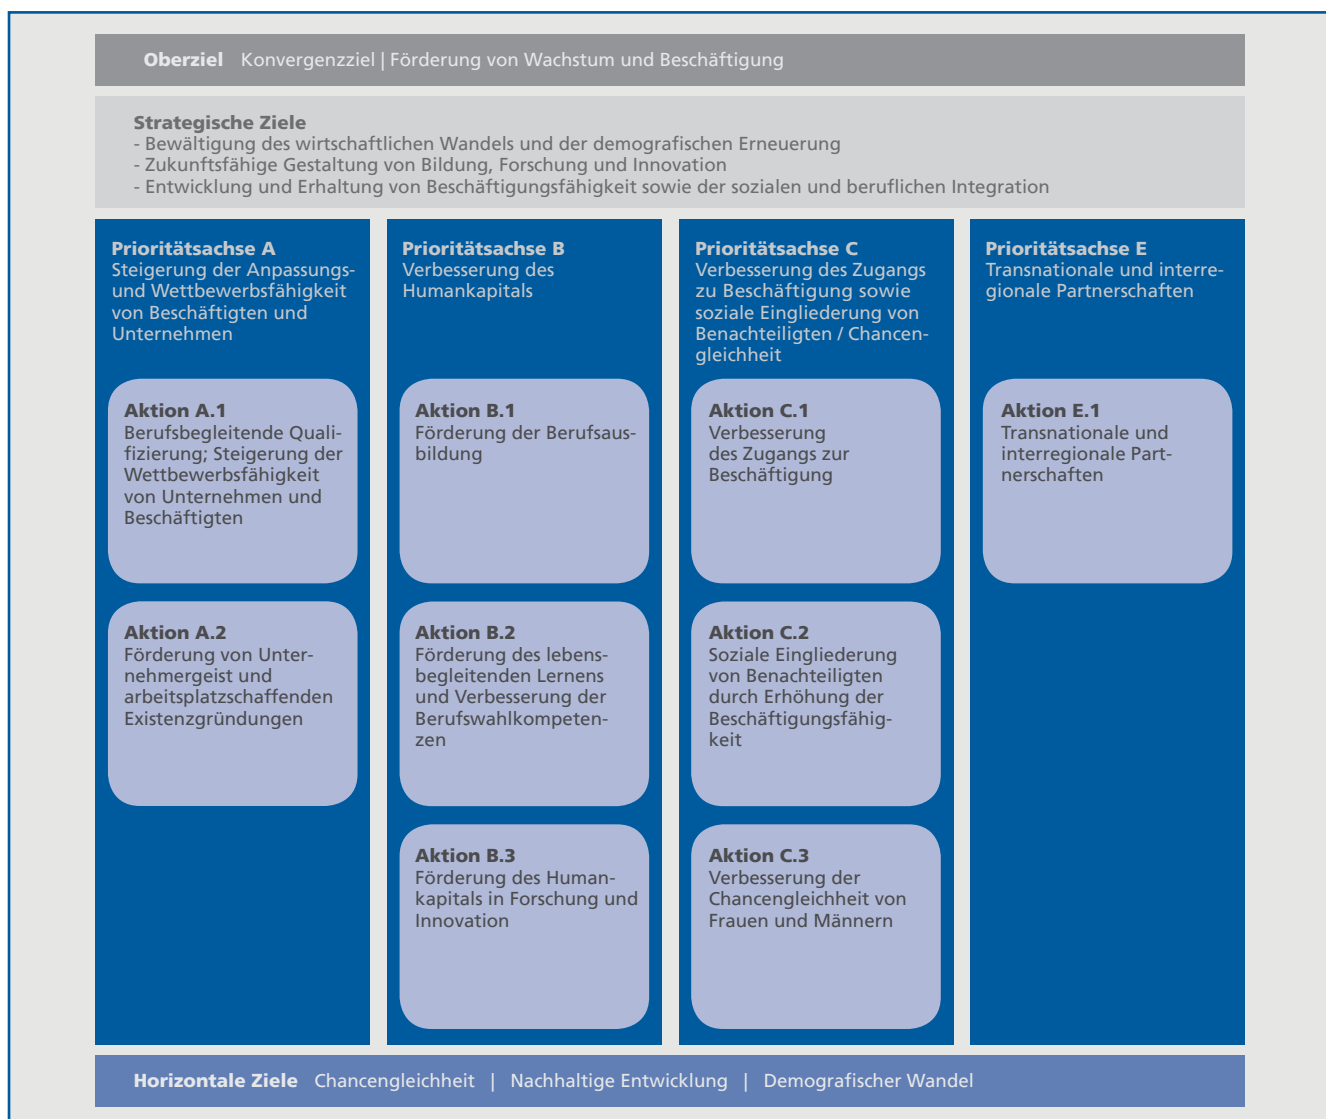 Oberziel Konvergenzziel | Förderung von Wachstum und Beschäftigung
Strategische Ziele
- Bewältigung des wirtschaftlichen Wandels und der demografischen Erneuerung
- Zukunftsfähige Gestaltung von Bildung, Forschung und Innovation
- Entwicklung und Erhaltung von Beschäftigungsfähigkeit sowie der sozialen und beruflichen Integration
Prioritätsachse A
Steigerung der Anpassungs-
und Wettbewerbsfähigkeit
von Beschäftigten und
Unternehmen
Aktion A.1
Berufsbegleitende Quali-
fizierung; Steigerung der
Wettbewerbsfähigkeit
von Unternehmen und
Beschäftigten
Aktion A.2
Förderung von Unter-
nehmergeist und
arbeitsplatzschaffenden
Existenzgründungen
Prioritätsachse B
Verbesserung des
Humankapitals
Aktion B.1
Förderung der Berufsaus-
bildung
Aktion B.2
Förderung des lebens-
begleitenden Lernens
und Verbesserung der
Berufswahlkompeten-
zen
Aktion B.3
Förderung des Human-
kapitals in Forschung und
Innovation
Prioritätsachse C
Verbesserung des Zugangs
zu Beschäftigung sowie
soziale Eingliederung von
Benachteiligten / Chancen-
gleichheit
Aktion C.1
Verbesserung
des Zugangs zur
Beschäftigung
Aktion C.2
Soziale Eingliederung
von Benachteiligten
durch Erhöhung der
Beschäftigungsfähig-
keit
Aktion C.3
Verbesserung der
Chancengleichheit von
Frauen und Männern
Prioritätsachse E
Transnationale und interre-
gionale Partnerschaften
Aktion E.1
Transnationale und
interregionale Part-
nerschaften
Horizontale Ziele Chancengleichheit | Nachhaltige Entwicklung | Demografischer Wandel